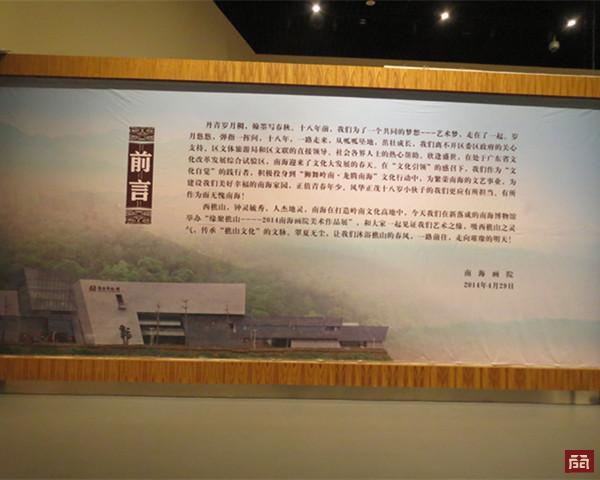 前言
丹青岁月稠，翰墨写春秋。十八年前，我们为了一个共同的梦想---艺术梦，走在了一起。岁
月悠悠，弹指一挥间，十八年，一路走来，从呱呱坠地，茁壮成长，我们离不开区委区政府的关心
支持、区文体旅游局和区文联的直接领导、社会各界人士的热心帮助。欣逢盛世，在处于广东省文
化改革发展综合试验区，南海迎来了文化大发展的春天。在“文化引领”的感召下，我们作为“文
化自觉”的践行者，积极投身到“狮舞岭南·龙腾南海”文化行动中，为繁荣南海的文艺事业，为
建设我们美好幸福的南海家园，正值青春年少，风华正茂十八岁小伙子的我们更应有所担当、有所
作为而无愧南海！
西樵山，钟灵毓秀，人杰地灵，南海在打造岭南文化高地中，今天我们在新落成的南海博物馆
举办“缘聚樵山----2014南海画院美术作品展”，和大家一起见证我们艺术之缘，吸西樵山之灵
气，传承“樵山文化”的文脉。翠夏无尘，让我们沐浴樵山的春风，一路前往，走向璀璨的明天！
南海画院
2014年4月29日